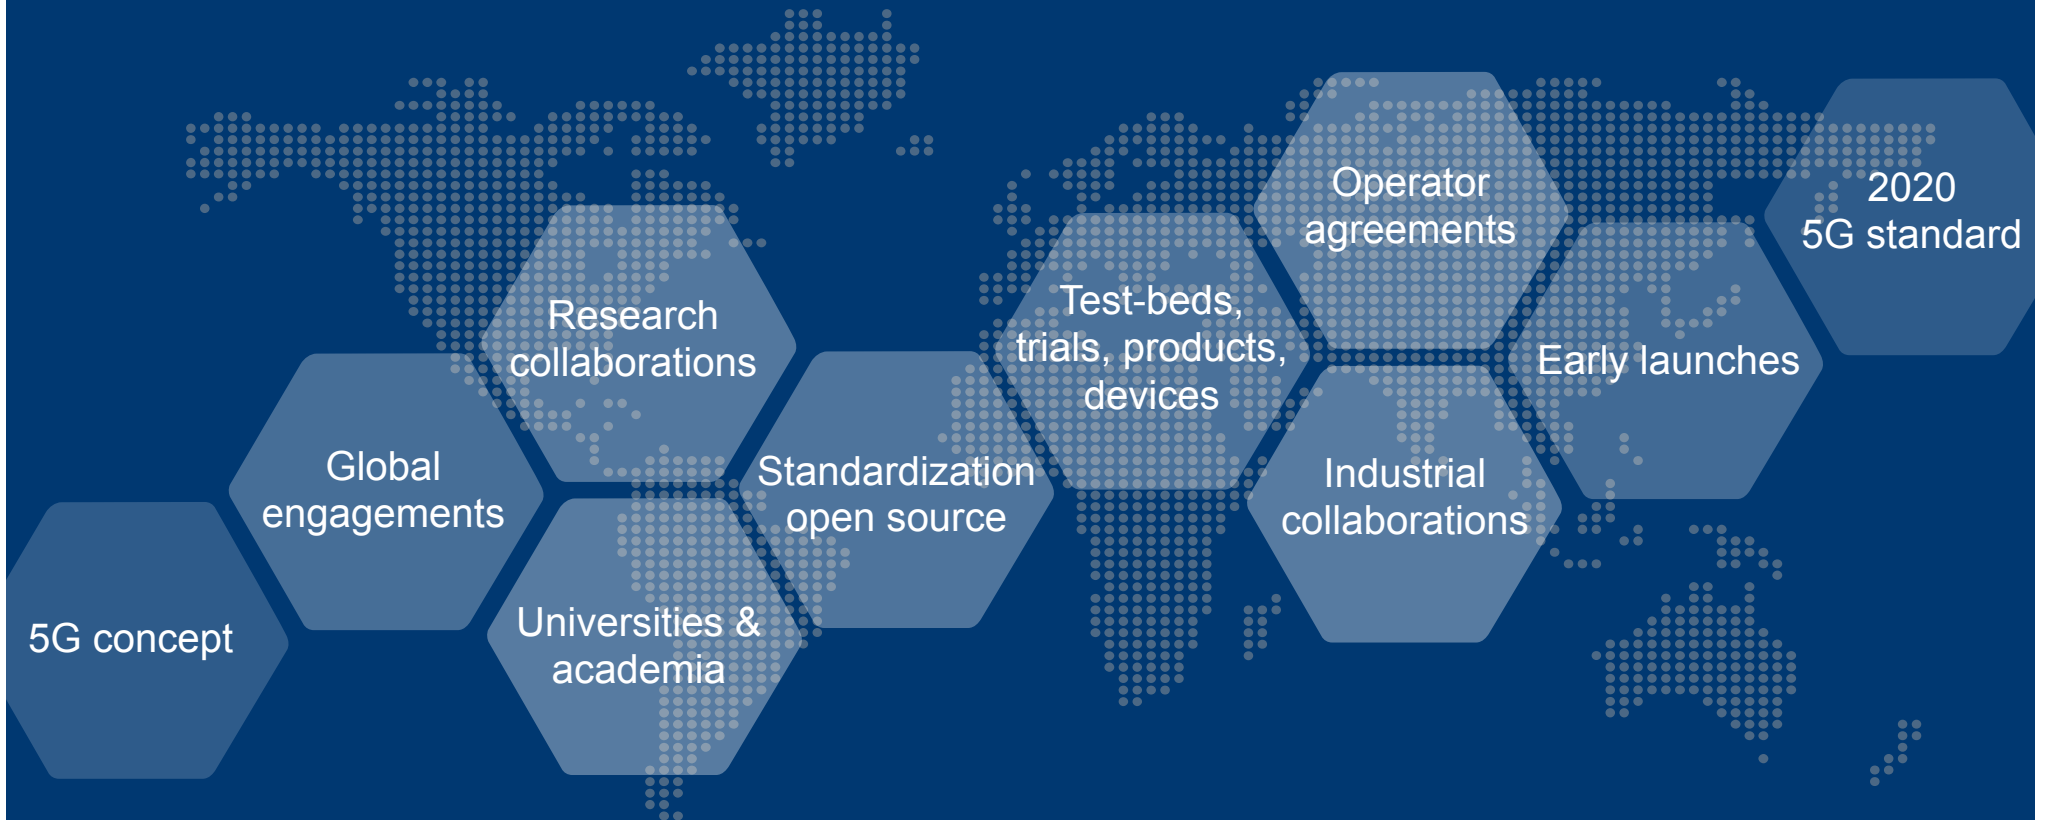 5G concept
Global
engagements
Research
collaborations
Universities &
academia
Standardization
open source
Test-beds,
trials, products,
devices
Operator
agreements
Industrial
collaborations
Early launches
2020
5G standard